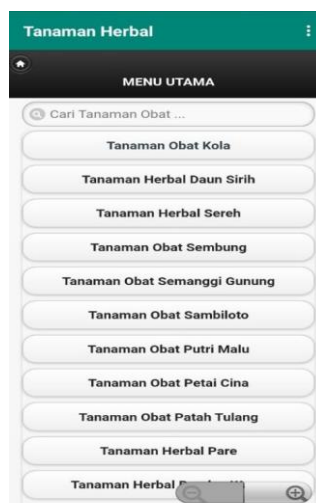 Tanaman Herbal
MENU UTAMA
Cari Tanaman Obat ...
Tanaman Obat Kola
Tanaman Herbal Daun Sirih
Tanaman Herbal Sereh
Tanaman Obat Sembung
Tanaman Obat Semanggi Gunung
Tanaman Obat Sambiloto
Tanaman Obat Putri Malu
Tanaman Obat Petai Cina
Tanaman Obat Patah Tulang
Tanaman Herbal Pare
Tanaman Herbal